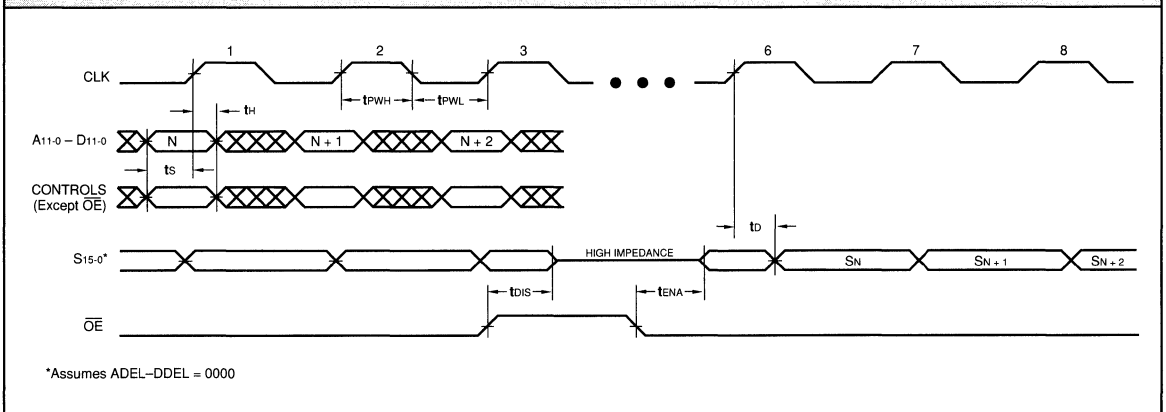 1 2 3 6 7 8
CLK
tPWH tPWL
tH
A11-0 – D11-0 N N + 1 N + 2
tS
CONTROLS
(Except OE)
tD
S15-0* HIGH IMPEDANCE SN SN + 1 SN + 2
tDIS tENA
OE
*Assumes ADEL–DDEL = 0000